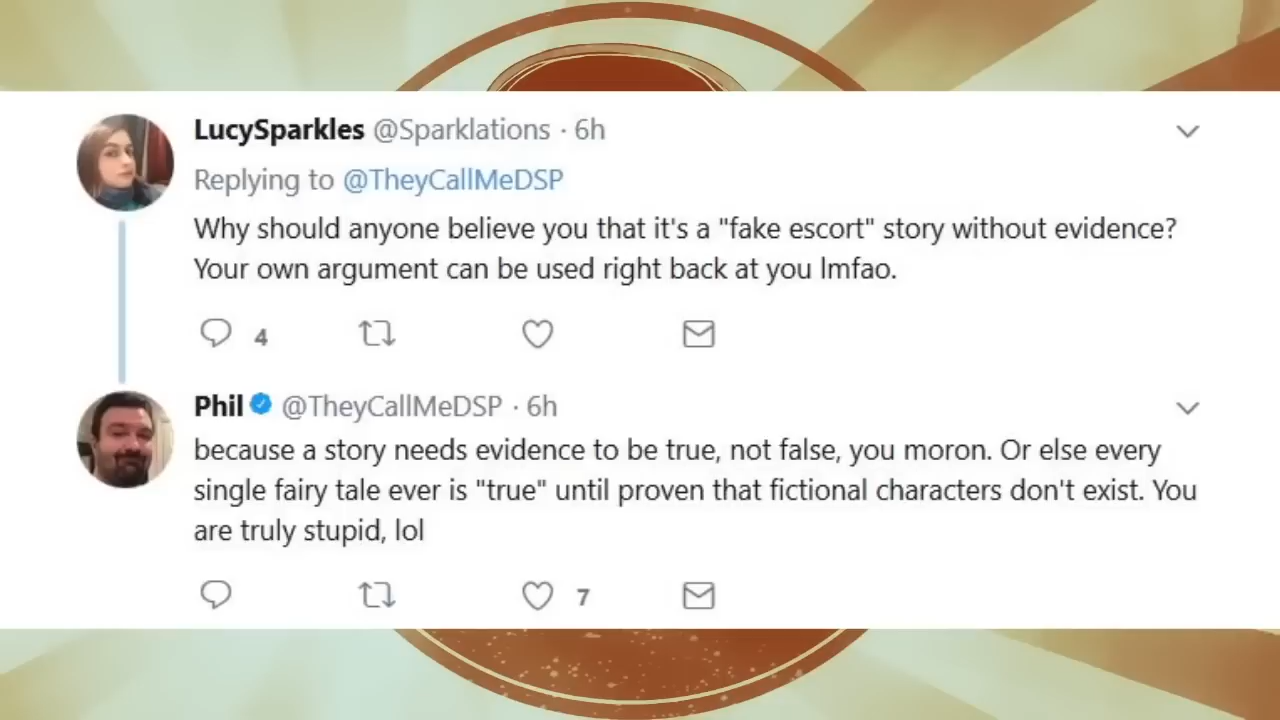 LucySparkles @Sparklations · 6h
Replying to @TheyCallMeDSP
Why should anyone believe you that it's a "fake escort" story without evidence?
Your own argument can be used right back at you lmfao.
4
Phil @TheyCallMeDSP · 6h
because a story needs evidence to be true, not false, you moron. Or else every
single fairy tale ever is "true" until proven that fictional characters don't exist. You
are truly stupid, lol
7